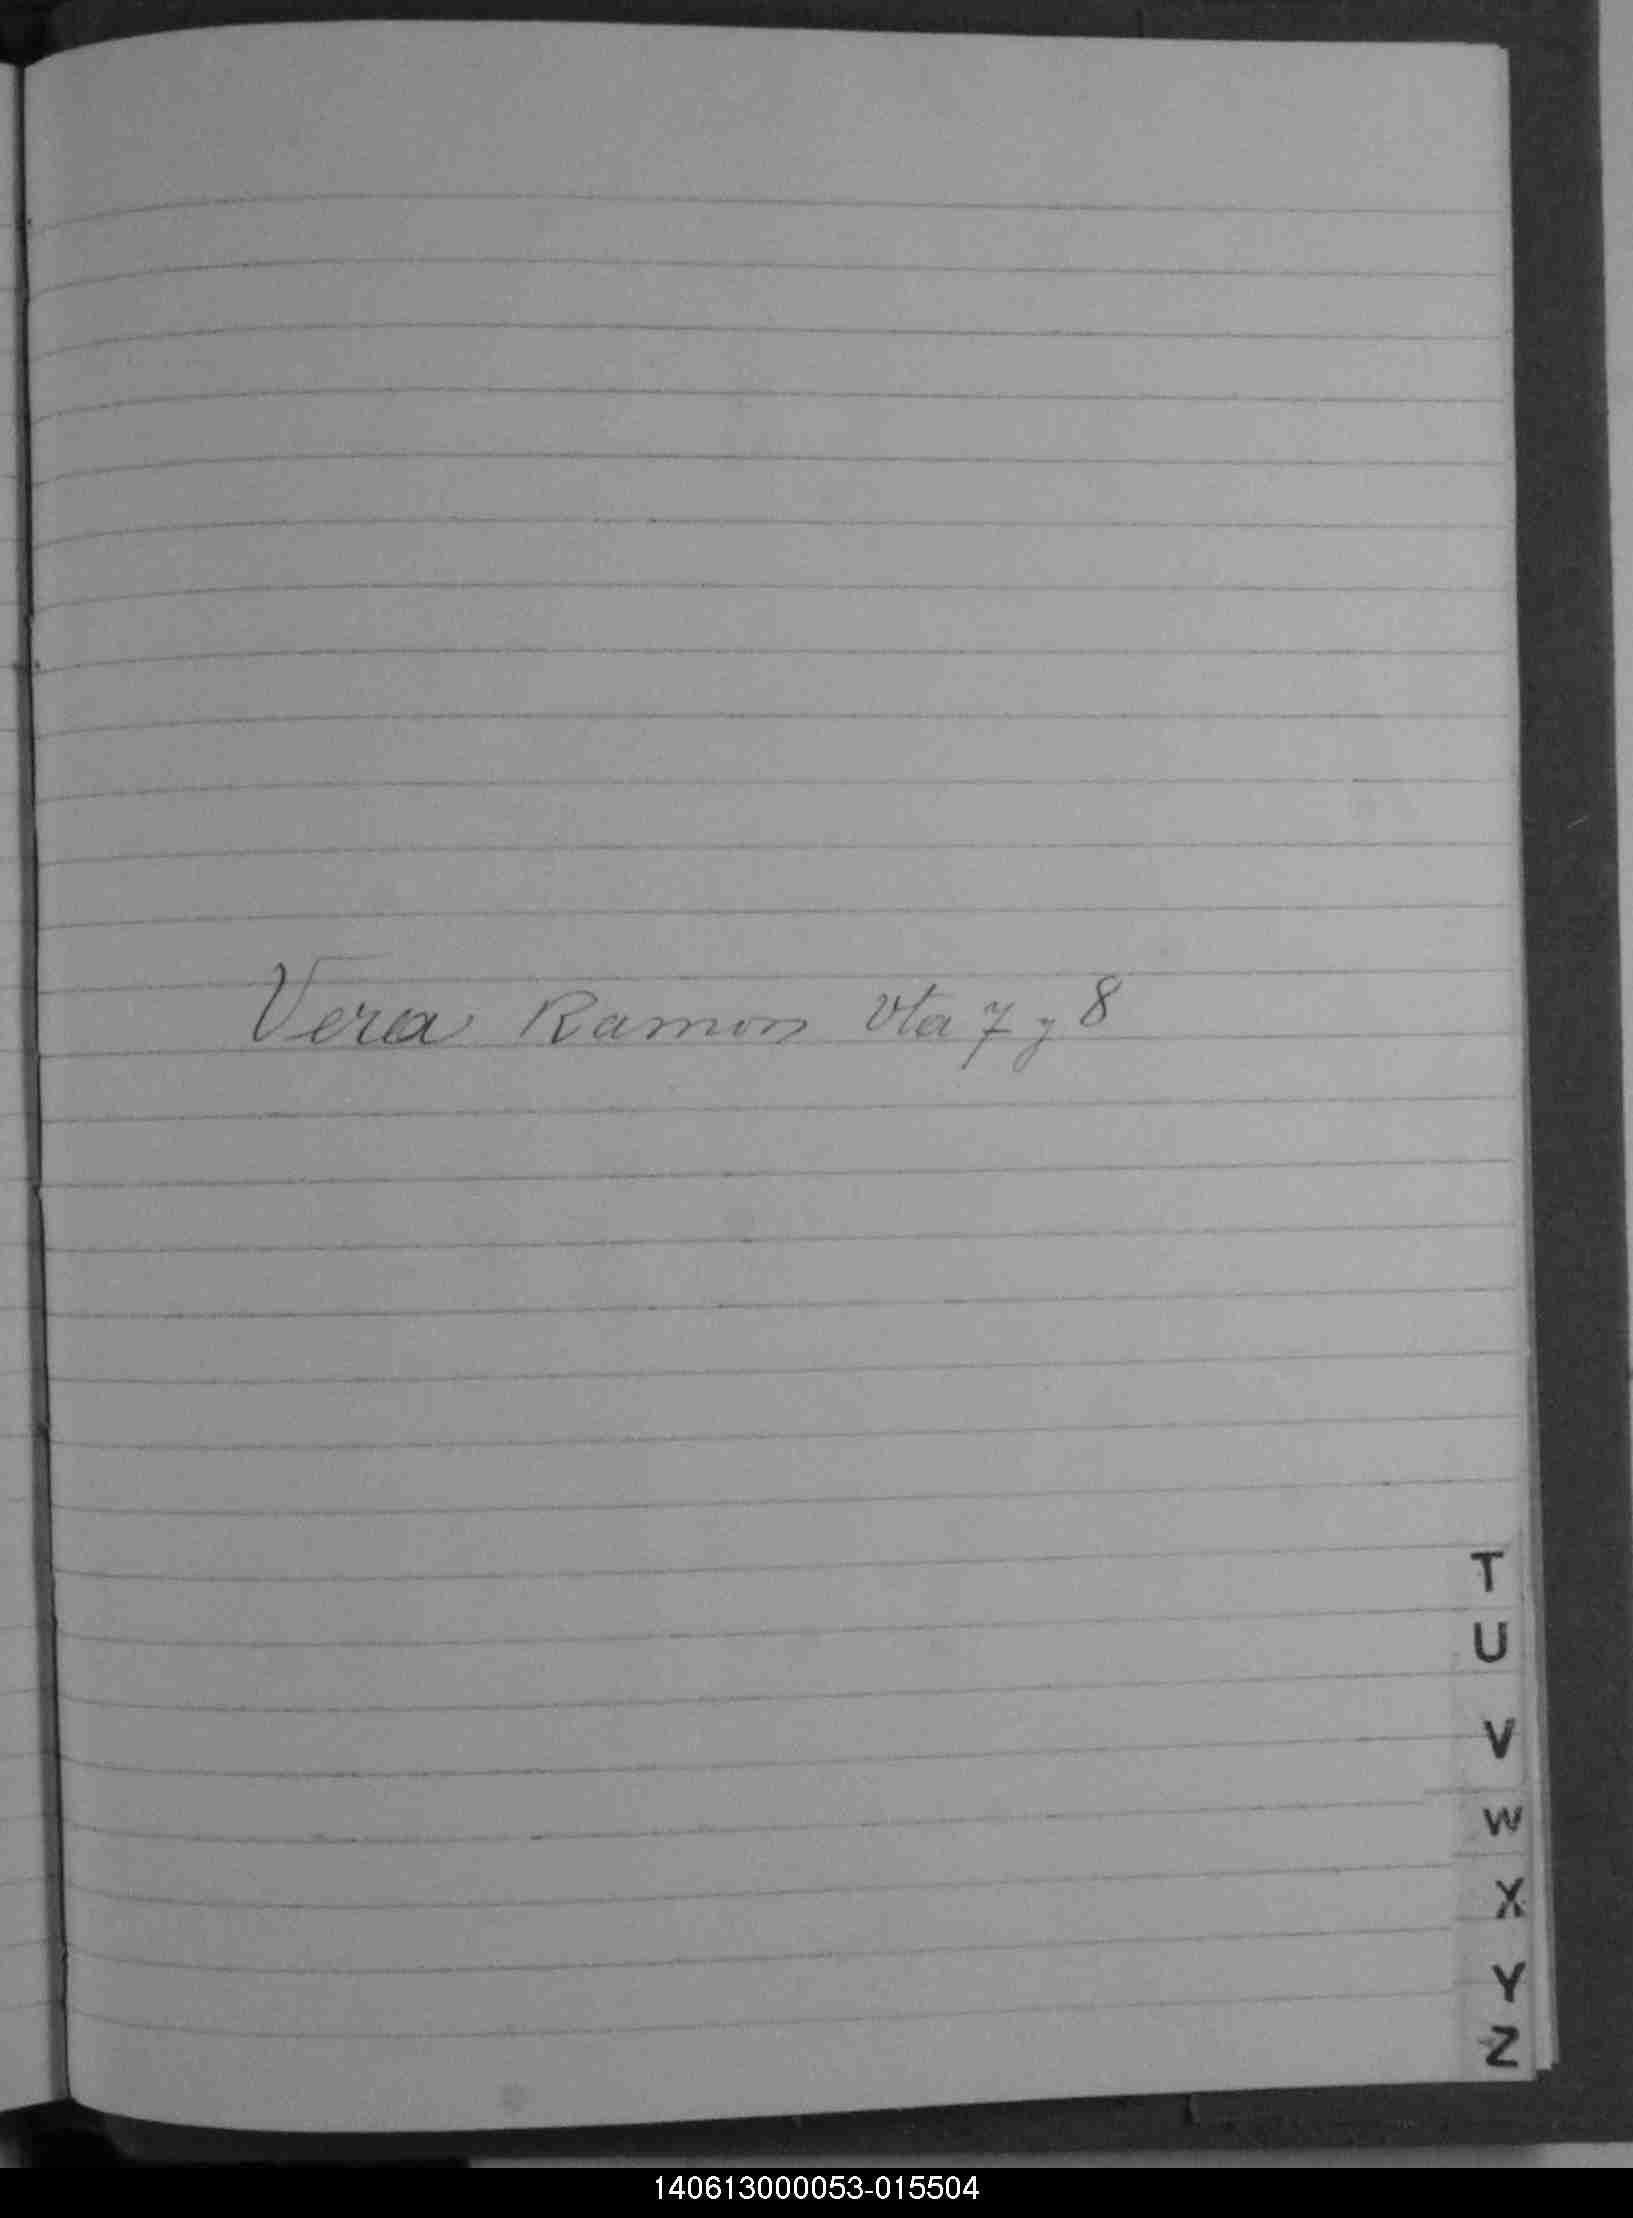 Vera Ramon vta 7 y 8
T
U
V
W
X
Y
Z
140613000053-015504